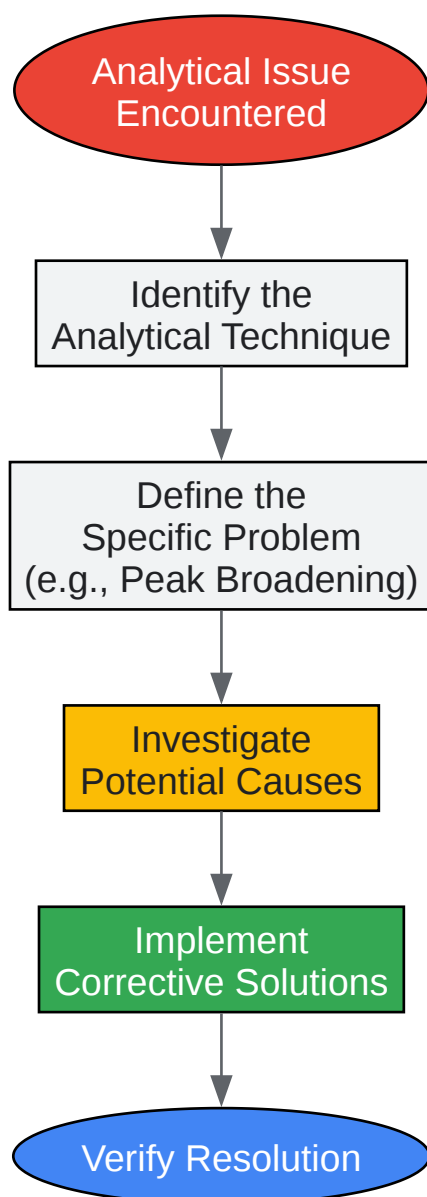 Analytical Issue
Encountered
Identify the
Analytical Technique
Define the
Specific Problem
(e.g., Peak Broadening)
Investigate
Potential Causes
Implement
Corrective Solutions
Verify Resolution